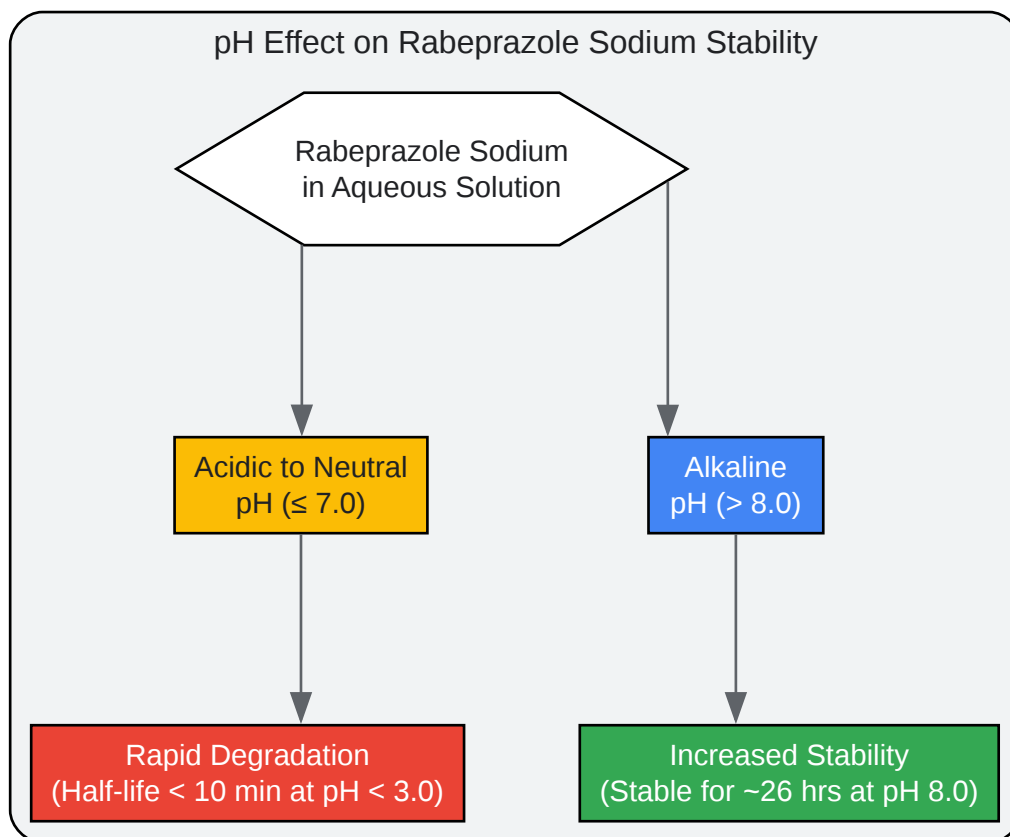 pH Effect on Rabeprazole Sodium Stability
Rabeprazole Sodium
in Aqueous Solution
Acidic to Neutral
pH (≤ 7.0)
Alkaline
pH (> 8.0)
Rapid Degradation
(Half-life < 10 min at pH < 3.0)
Increased Stability
(Stable for ~26 hrs at pH 8.0)